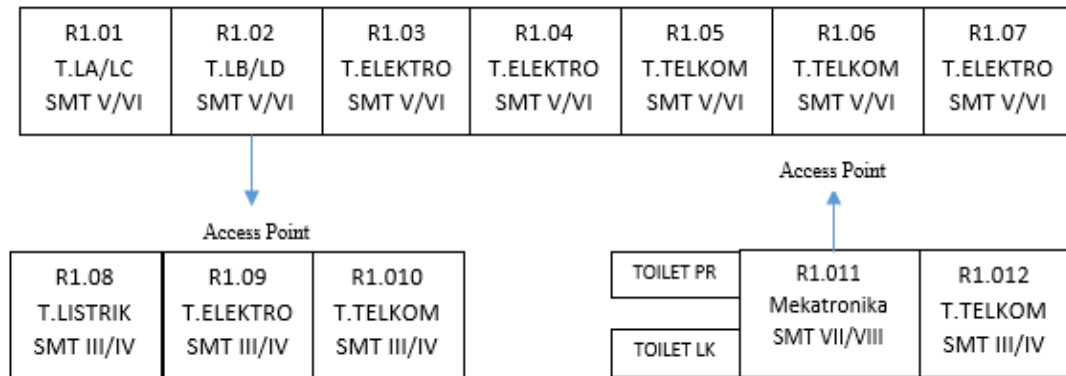 R1.01
T.LA/LC
SMT V/VI
R1.02
T.LB/LD
SMT V/VI
R1.03
T.ELEKTRO
SMT V/VI
R1.04
T.ELEKTRO
SMT V/VI
R1.05
T.TELKOM
SMT V/VI
R1.06
T.TELKOM
SMT V/VI
R1.07
T.ELEKTRO
SMT V/VI
Access Point
Access Point
R1.08
T.LISTRIK
SMT III/IV
R1.09
T.ELEKTRO
SMT III/IV
R1.010
T.TELKOM
SMT III/IV
TOILET PR
TOILET LK
R1.011
Mekatronika
SMT VII/VIII
R1.012
T.TELKOM
SMT III/IV